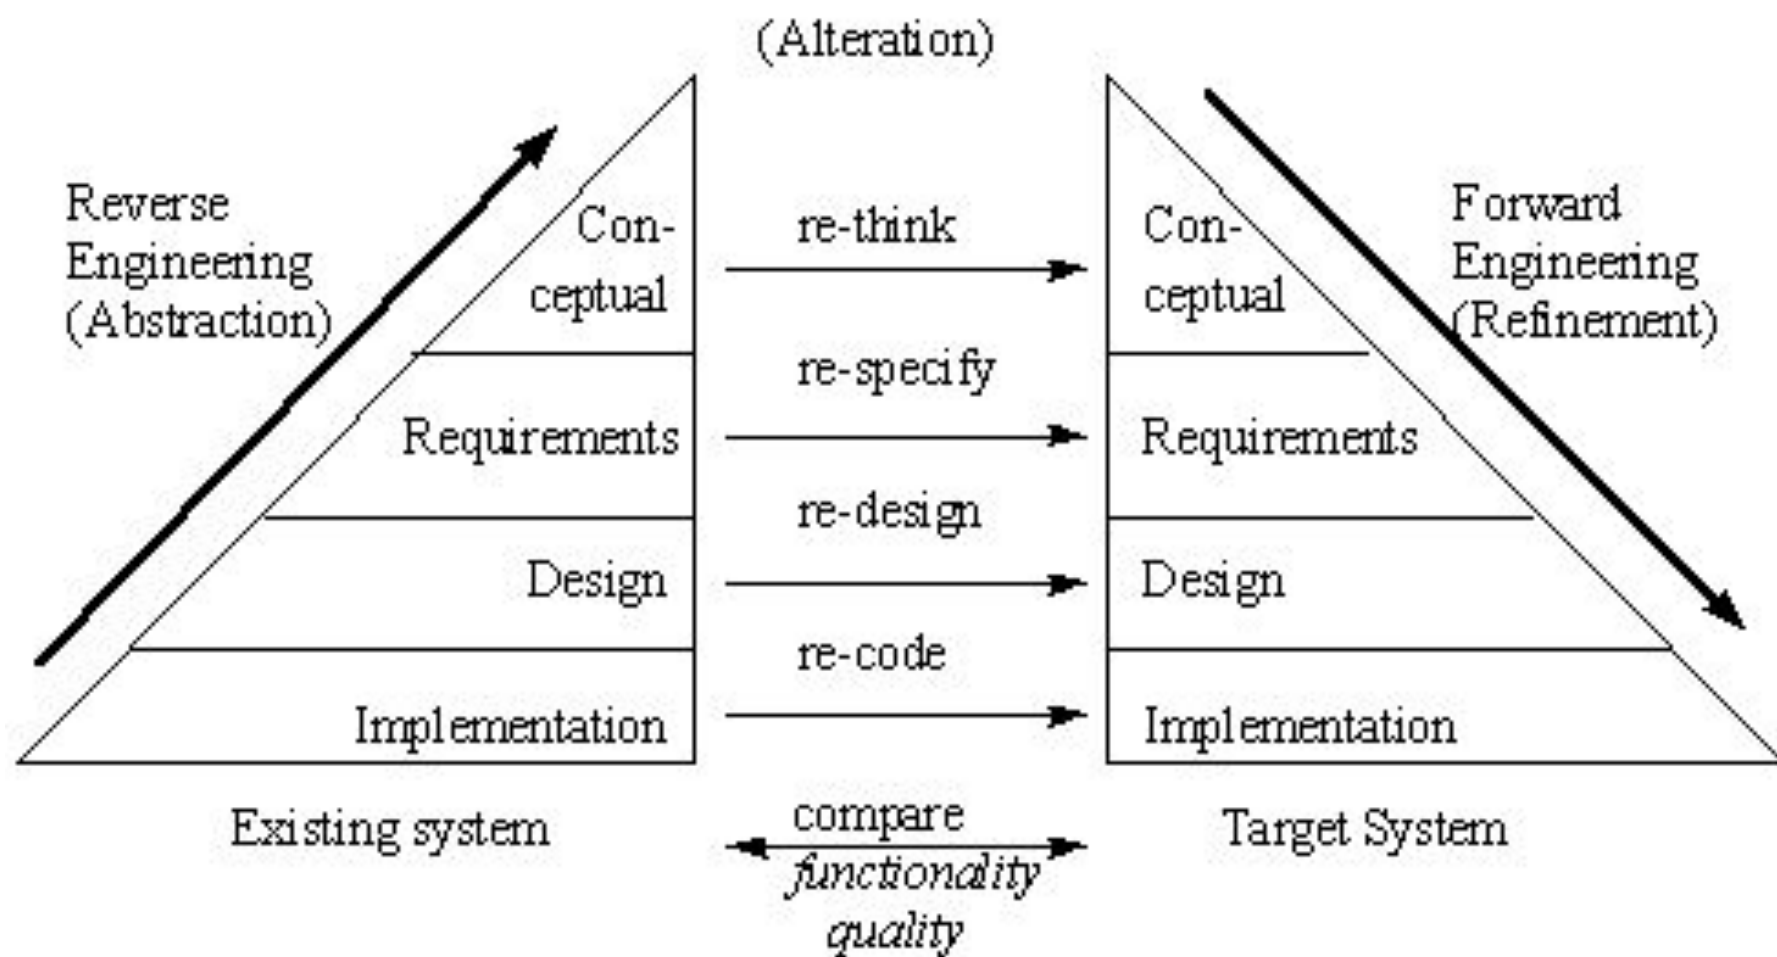 (Alteration)
Reverse
Engineering
(Abstraction)
Con-
ceptual
Requirements
Design
Implementation
Existing system
re-think
re-specify
re-design
re-code
compare
functionality
quality
Con-
ceptual
Requirements
Design
Implementation
Target System
Forward
Engineering
(Refinement)